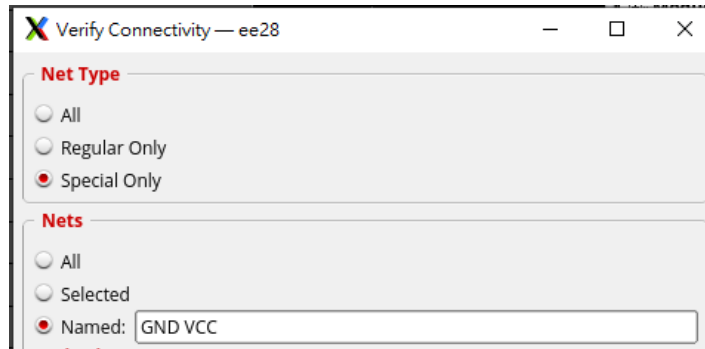 Verify Connectivity — ee28
Net Type
All
Regular Only
Special Only
Nets
All
Selected
Named: GND VCC